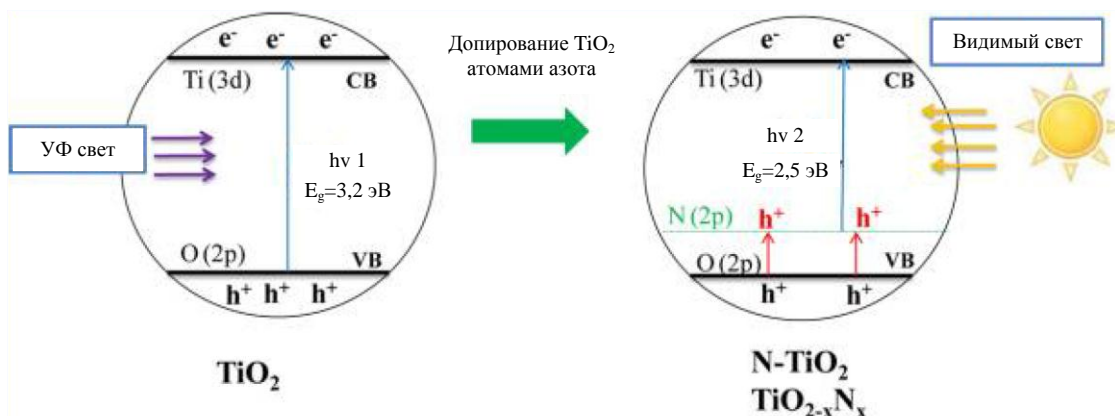 e⁻ e⁻ e⁻
Ti (3d)
CB
УФ свет
hν 1
E_g=3,2 эВ
O (2p)
VB
h⁺ h⁺ h⁺
TiO₂
Допирование TiO₂
атомами азота
e⁻ e⁻
Ti (3d)
CB
Видимый свет
hν 2
E_g=2,5 эВ
N (2p)
h⁺ h⁺
O (2p)
VB
h⁺ h⁺
N-TiO₂
TiO₂₋ₓNₓ